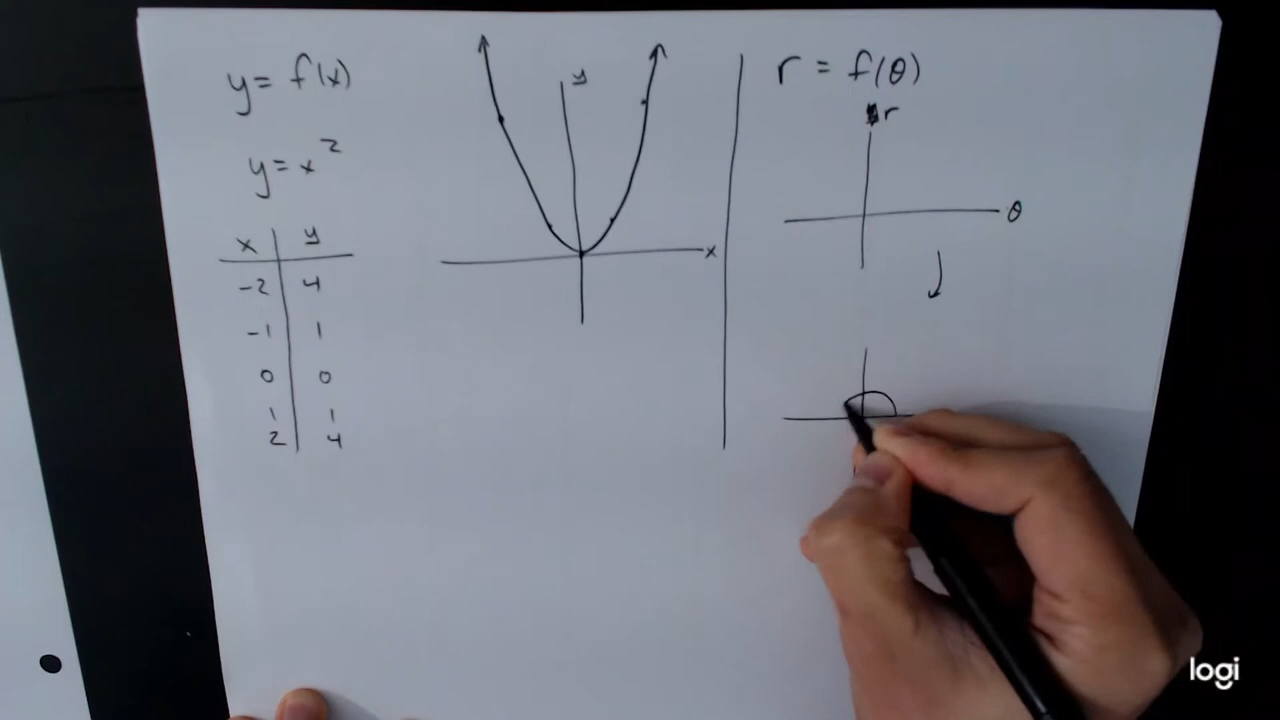 y = f(x)
y = x²
x y
-2 4
-1 1
0 0
1 1
2 4
y
x
r = f(θ)
r
θ
logi